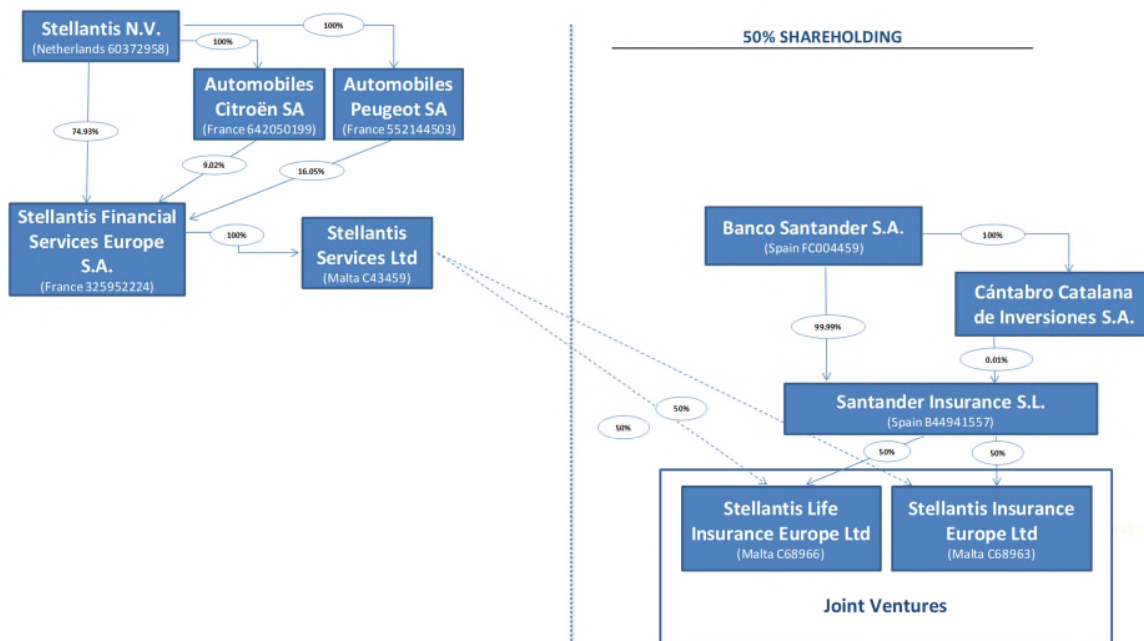 Stellantis N.V.
(Netherlands 60372958)
100%
100%
50% SHAREHOLDING
Automobiles
Citroën SA
(France 642050199)
Automobiles
Peugeot SA
(France 552144503)
74.93%
9.02%
16.05%
Stellantis Financial
Services Europe
S.A.
(France 325952224)
100%
Stellantis
Services Ltd
(Malta C43459)
Banco Santander S.A.
(Spain FC004459)
100%
Cántabro Catalana
de Inversiones S.A.
99.99%
0.01%
Santander Insurance S.L.
(Spain B44941557)
50%
50%
50%
50%
Stellantis Life
Insurance Europe Ltd
(Malta C68966)
Stellantis Insurance
Europe Ltd
(Malta C68963)
Joint Ventures